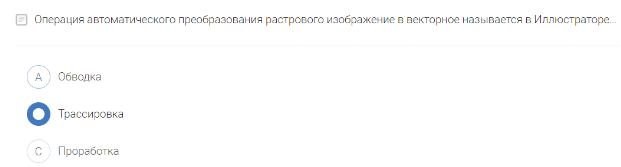 Операция автоматического преобразования растрового изображение в векторное называется в Иллюстраторе...
A Обводка
Трассировка
C Проработка